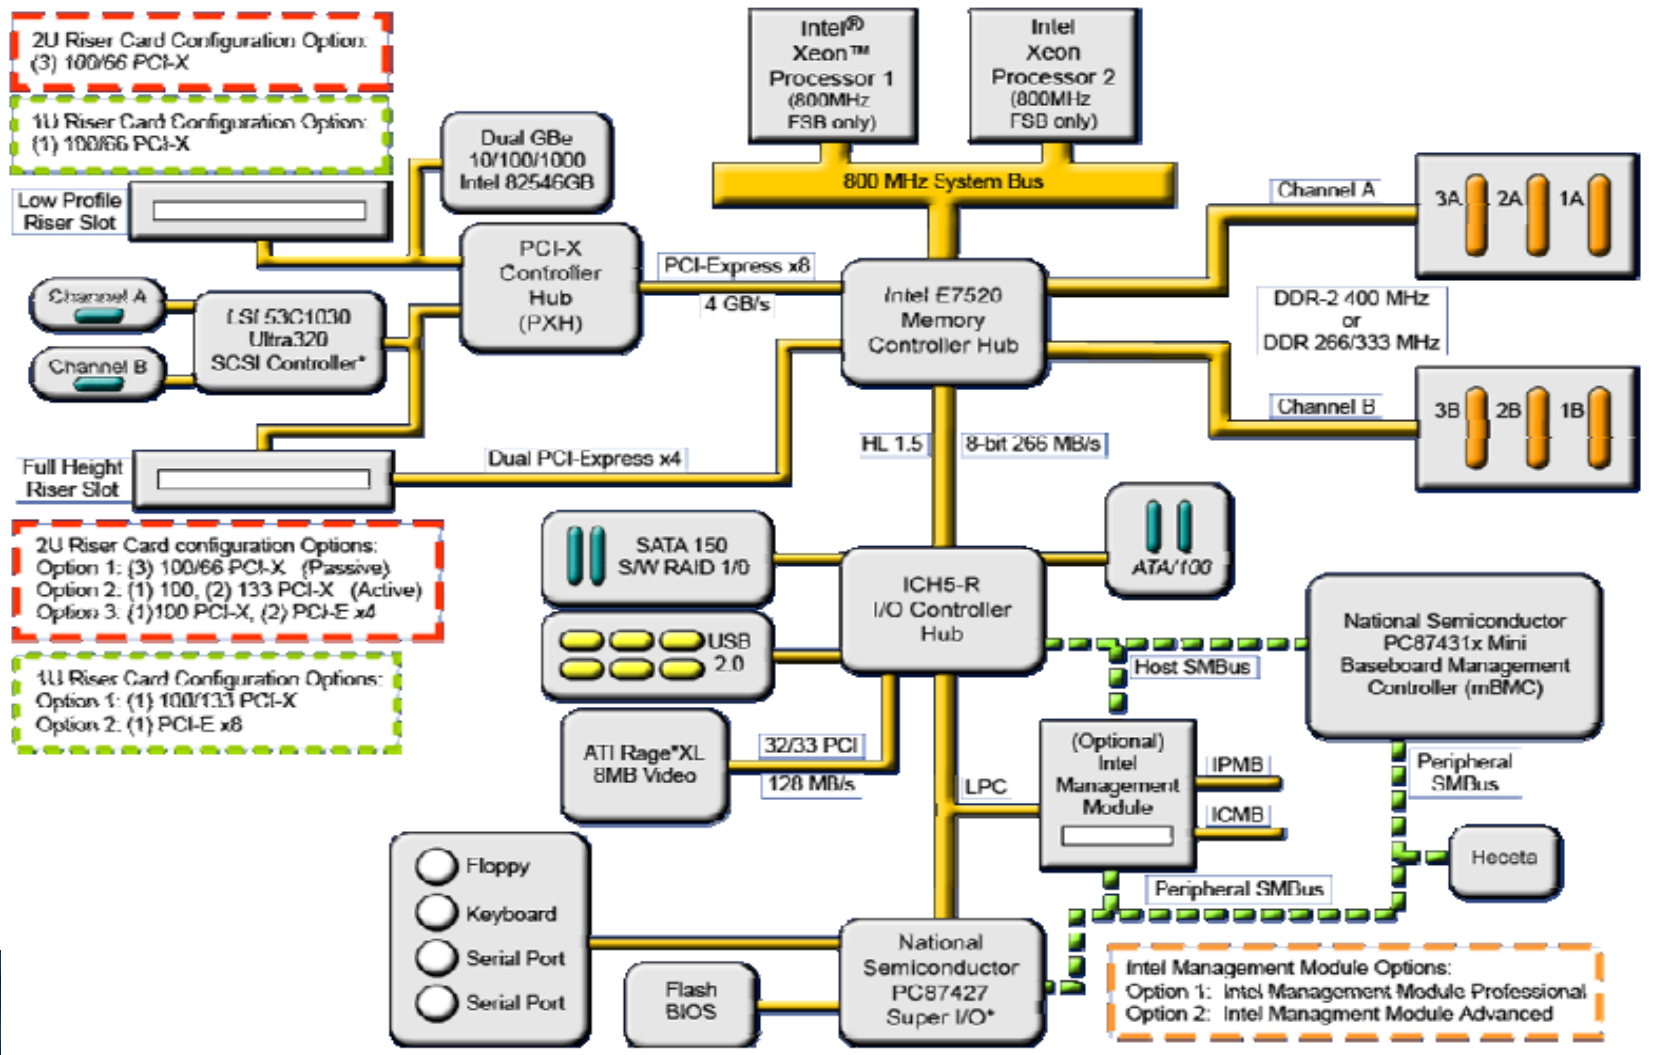 2U Riser Card Configuration Option:
(3) 100/66 PCI-X
1U Riser Card Configuration Option:
(1) 100/66 PCI-X
Low Profile
Riser Slot
Dual GBe
10/100/1000
Intel 82546GB
Intel® 
Xeon™
Processor 1
(800MHz
FSB only)
Intel
Xeon
Processor 2
(800MHz
FSB only)
800 MHz System Bus
Channel A
3A 2A 1A
PCI-X
Controller
Hub
(PXH)
PCI-Express x8
4 GB/s
Intel E7520
Memory
Controller Hub
DDR-2 400 MHz
or
DDR 266/333 MHz
Channel A
Channel B
LSI 53C1030
Ultra320
SCSI Controller*
Channel B
3B 2B 1B
HL 1.5
8-bit 266 MB/s
Full Height
Riser Slot
Dual PCI-Express x4
2U Riser Card configuration Options:
Option 1: (3) 100/66 PCI-X (Passive)
Option 2: (1) 100, (2) 133 PCI-X (Active)
Option 3: (1)100 PCI-X, (2) PCI-E x4
1U Riser Card Configuration Options:
Option 1: (1) 100/133 PCI-X
Option 2: (1) PCI-E x8
SATA 150
S/W RAID 1/0
USB
2.0
ICH5-R
I/O Controller
Hub
ATA/100
Host SMBus
National Semiconductor
PC87431x Mini
Baseboard Management
Controller (mBMC)
ATI Rage*XL
8MB Video
32/33 PCI
128 MB/s
LPC
(Optional)
Intel
Management
Module
IPMB
ICMB
Peripheral
SMBus
Heceta
Peripheral SMBus
Floppy
Keyboard
Serial Port
Serial Port
Flash
BIOS
National
Semiconductor
PC87427
Super I/O*
Intel Management Module Options:
Option 1: Intel Management Module Professional
Option 2: Intel Managment Module Advanced